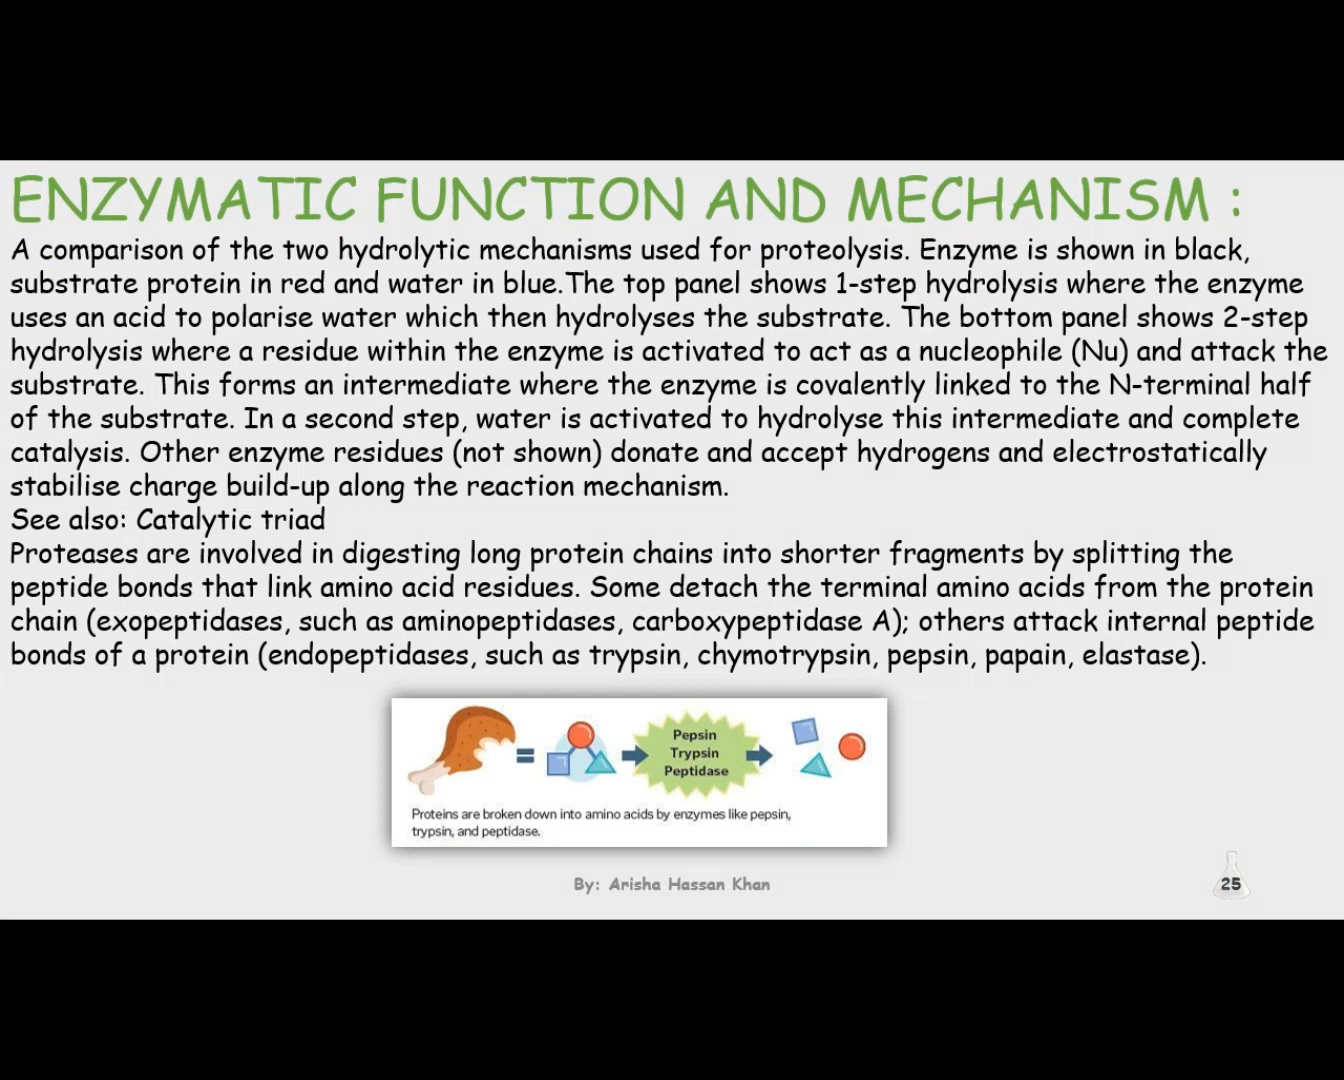 ENZYMATIC FUNCTION AND MECHANISM :
A comparison of the two hydrolytic mechanisms used for proteolysis. Enzyme is shown in black,
substrate protein in red and water in blue.The top panel shows 1-step hydrolysis where the enzyme
uses an acid to polarise water which then hydrolyses the substrate. The bottom panel shows 2-step
hydrolysis where a residue within the enzyme is activated to act as a nucleophile (Nu) and attack the
substrate. This forms an intermediate where the enzyme is covalently linked to the N-terminal half
of the substrate. In a second step, water is activated to hydrolyse this intermediate and complete
catalysis. Other enzyme residues (not shown) donate and accept hydrogens and electrostatically
stabilise charge build-up along the reaction mechanism.
See also: Catalytic triad
Proteases are involved in digesting long protein chains into shorter fragments by splitting the
peptide bonds that link amino acid residues. Some detach the terminal amino acids from the protein
chain (exopeptidases, such as aminopeptidases, carboxypeptidase A); others attack internal peptide
bonds of a protein (endopeptidases, such as trypsin, chymotrypsin, pepsin, papain, elastase).
Pepsin
Trypsin
Peptidase
Proteins are broken down into amino acids by enzymes like pepsin,
trypsin, and peptidase.
By: Arisha Hassan Khan
25